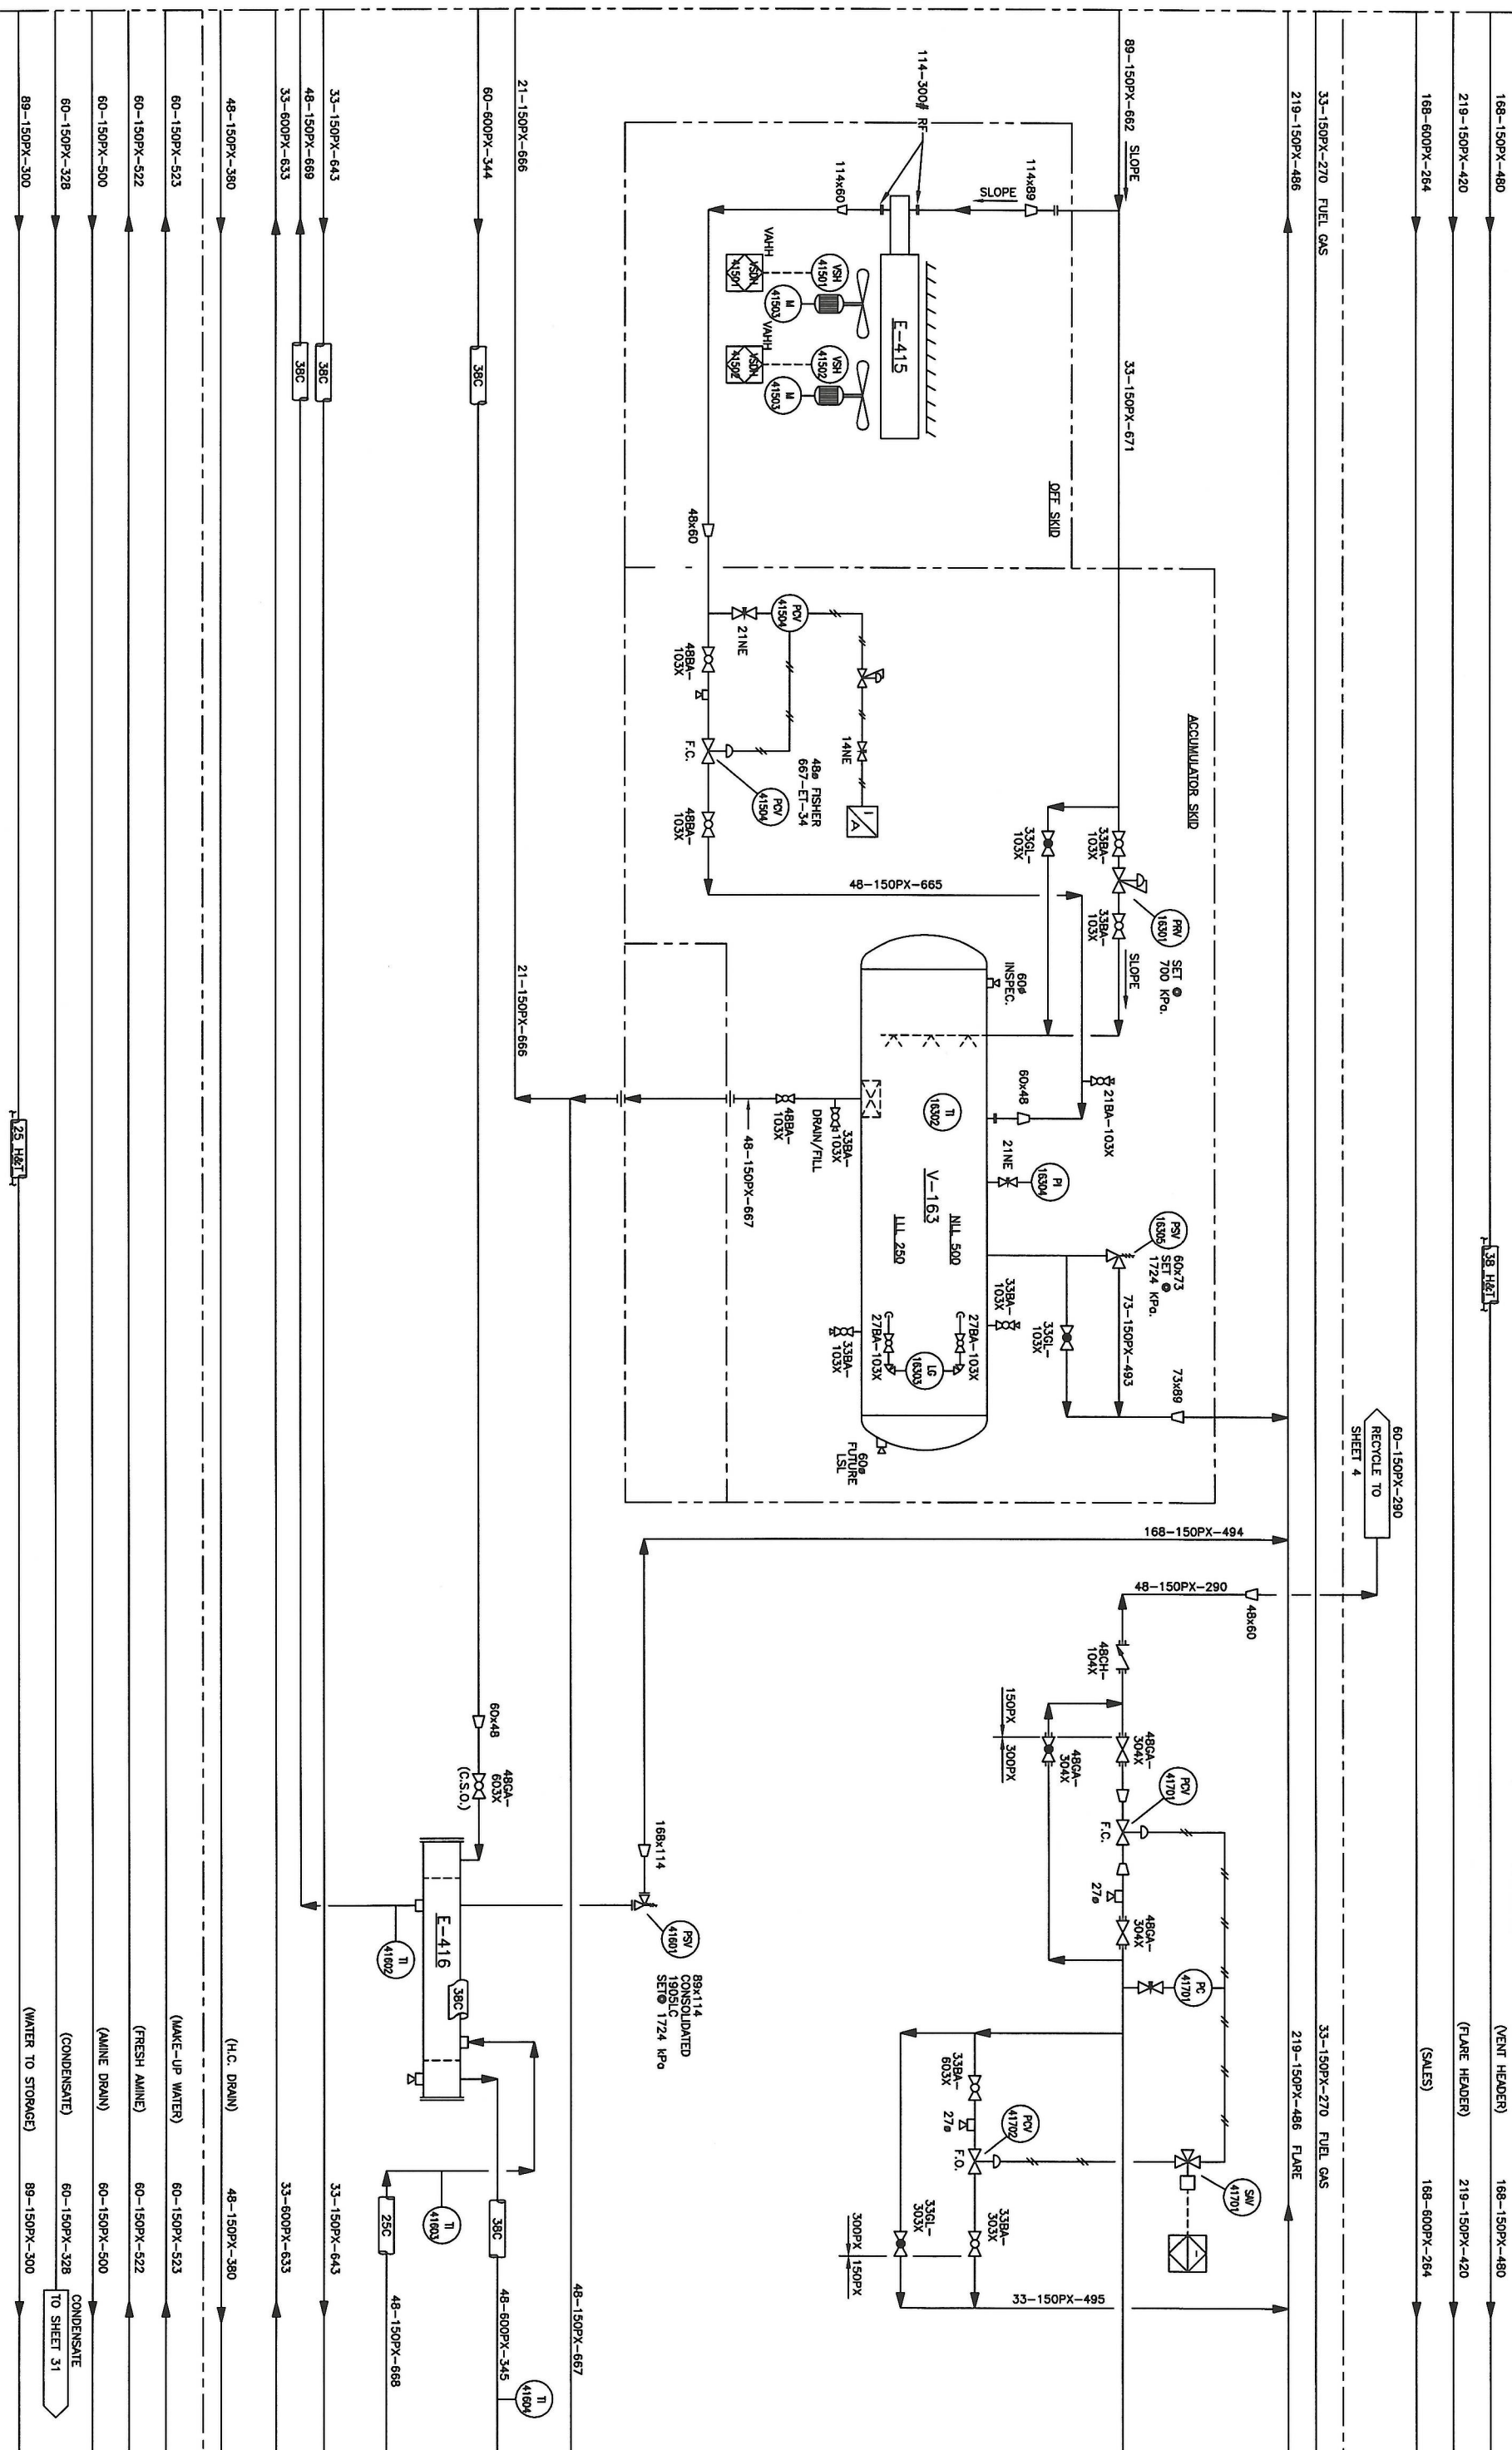 168-150PX-480
(VENT HEADER)
168-150PX-480
38 H&T
219-150PX-420
(FLARE HEADER)
219-150PX-420
168-600PX-264
(SALES)
168-600PX-264
60-150PX-290
RECYCLE TO
SHEET 4
33-150PX-270 FUEL GAS
33-150PX-270 FUEL GAS
219-150PX-486
219-150PX-486 FLARE
89-150PX-662
SLOPE
33-150PX-671
OFF SKID
ACCUMULATOR SKID
114-300# RF
114x89
SLOPE
114x60
E-415
VSH
41501
VSDH
41501
VAHH
M
41503
VSH
41502
VSDH
41502
VAHH
M
41503
48x60
PCV
41504
21NE
48BA-
103X
F.C.
PCV
41504
48ø FISHER
667-ET-34
48BA-
103X
14NE
I
A
48-150PX-665
33BA-
103X
PRV
16301
SET @
700 KPa.
33BA-
103X
SLOPE
33GL-
103X
60ø
INSPEC.
21BA-103X
60x48
TI
16302
21NE
PI
16304
V-163
NLL 500
LLL 250
PSV
16305
60x73
SET @
1724 KPa.
73-150PX-493
33GL-
103X
73x89
33BA-
103X
27BA-103X
LG
16303
27BA-103X
33BA-
103X
60ø
FUTURE
LSL
33BA-
103X
DRAIN/FILL
48BA-
103X
48-150PX-667
21-150PX-666
21-150PX-666
168-150PX-494
48-150PX-290
48x60
48CH-
104X
150PX
300PX
48GA-
304X
48GA-
304X
PCV
41701
F.C.
27ø
48GA-
304X
PC
41701
33BA-
603X
27ø
PCV
41702
F.O.
33BA-
303X
33GL-
303X
300PX
150PX
SAV
41701
33-150PX-495
168x114
PSV
41601
89x114
CONSOLIDATED
1905LC
SET@ 1724 kPa
48-150PX-667
60-600PX-344
38C
60x48
48GA-
603X
(C.S.O.)
E-416
38C
TI
41602
TI
41603
38C
25C
48-600PX-345
TI
41604
48-150PX-668
33-150PX-643
38C
33-150PX-643
48-150PX-669
38C
33-600PX-633
33-600PX-633
48-150PX-380
(H.C. DRAIN)
48-150PX-380
60-150PX-523
(MAKE-UP WATER)
60-150PX-523
60-150PX-522
(FRESH AMINE)
60-150PX-522
60-150PX-500
(AMINE DRAIN)
60-150PX-500
60-150PX-328
(CONDENSATE)
60-150PX-328
CONDENSATE
TO SHEET 31
89-150PX-300
25 H&T
(WATER TO STORAGE)
89-150PX-300